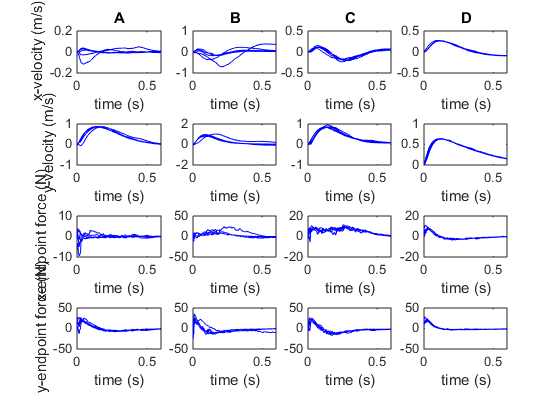 A B C D
x-velocity (m/s)
0.2 0 -0.2 0 0.5 time (s)
1 0 -1 0 0.5 time (s)
0.5 0 -0.5 0 0.5 time (s)
0.5 0 -0.5 0 0.5 time (s)
y-velocity (m/s)
1 0 -1 0 0.5 time (s)
2 0 -2 0 0.5 time (s)
1 0 -1 0 0.5 time (s)
1 0 0 0.5 time (s)
x-endpoint force (N)
10 0 -10 0 0.5 time (s)
50 0 -50 0 0.5 time (s)
20 0 -20 0 0.5 time (s)
20 0 -20 0 0.5 time (s)
y-endpoint force (N)
50 0 -50 0 0.5 time (s)
50 0 -50 0 0.5 time (s)
50 0 -50 0 0.5 time (s)
50 0 -50 0 0.5 time (s)